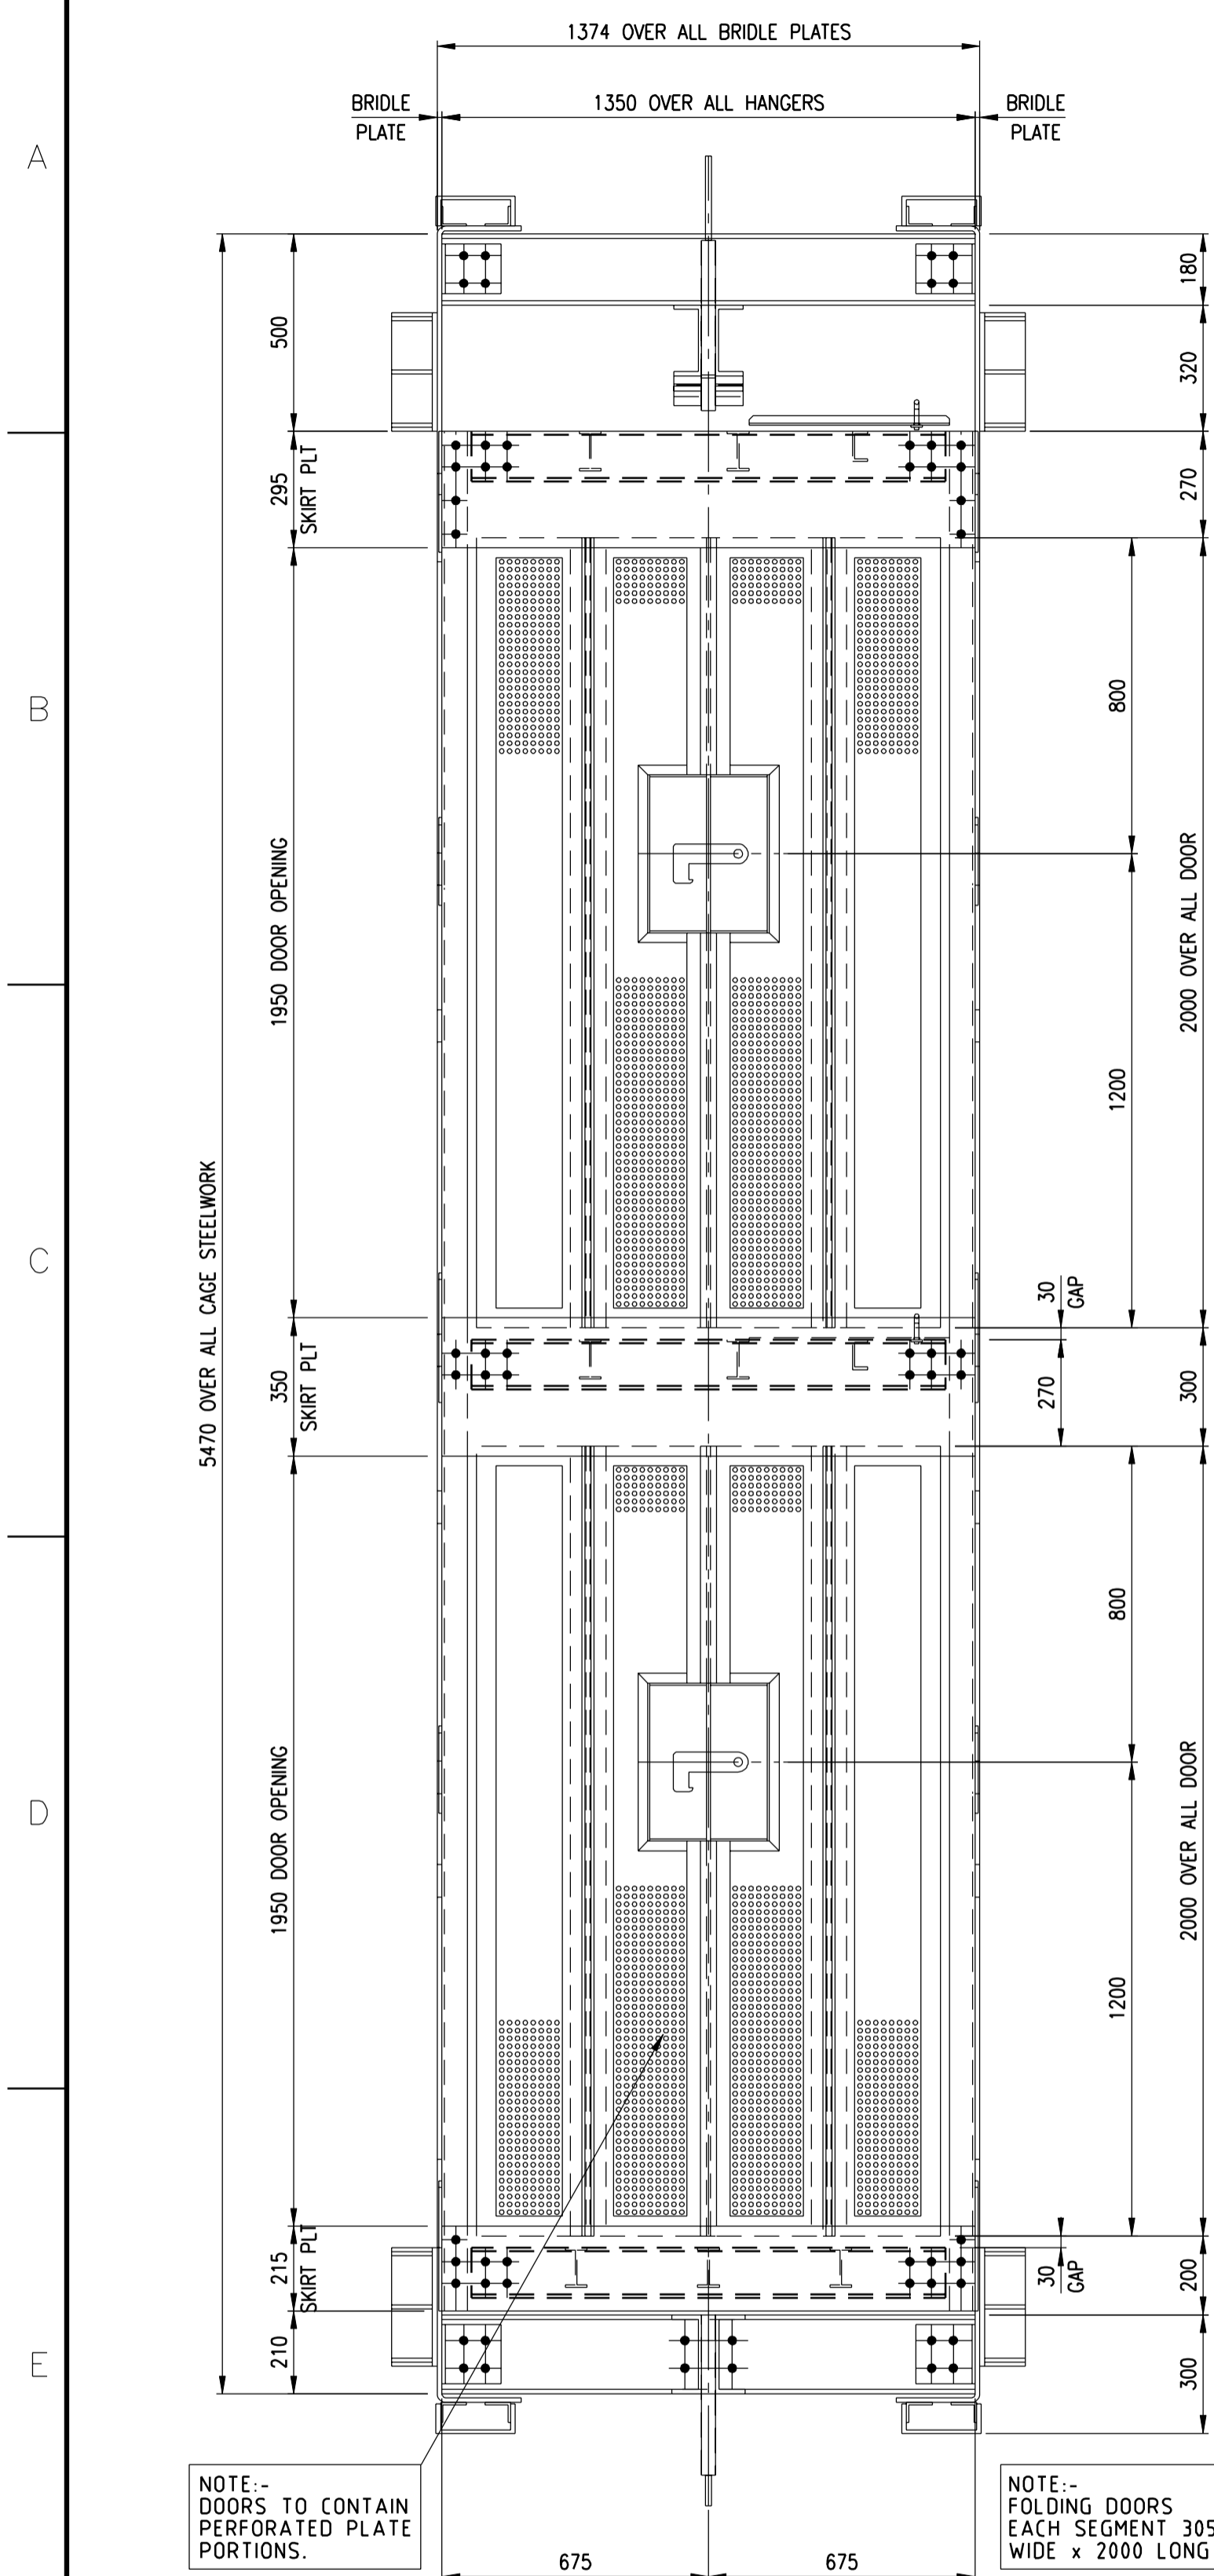 1374 OVER ALL BRIDLE PLATES
BRIDLE
PLATE
1350 OVER ALL HANGERS
BRIDLE
PLATE
A
B
C
D
E
5470 OVER ALL CAGE STEELWORK
500
295
SKIRT PLT
1950 DOOR OPENING
350
SKIRT PLT
1950 DOOR OPENING
215
SKIRT PLT
210
180
320
270
800
1200
2000 OVER ALL DOOR
30
GAP
270
300
800
1200
2000 OVER ALL DOOR
30
GAP
200
300
NOTE:-
DOORS TO CONTAIN
PERFORATED PLATE
PORTIONS.
NOTE:-
FOLDING DOORS
EACH SEGMENT 305
WIDE x 2000 LONG
675
675